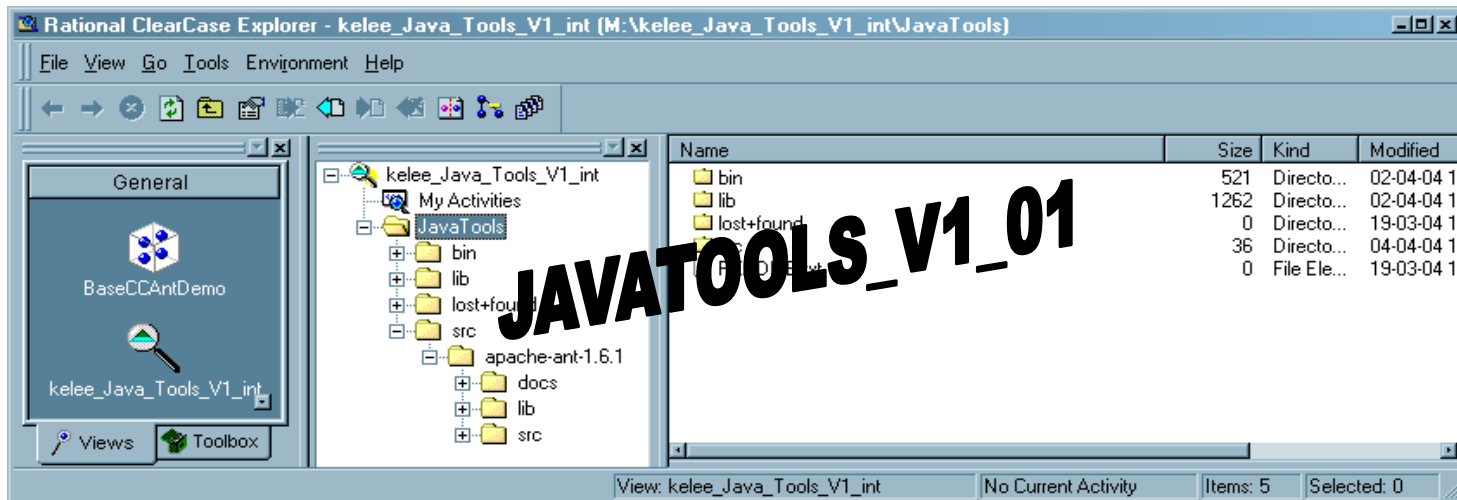 Rational ClearCase Explorer - kelee_Java_Tools_V1_int (M:\kelee_Java_Tools_V1_int\JavaTools)
File View Go Tools Environment Help
General
BaseCCAntDemo
kelee_Java_Tools_V1_int
Views Toolbox
kelee_Java_Tools_V1_int
My Activities
JavaTools
bin
lib
lost+found
src
apache-ant-1.6.1
docs
lib
src
Name Size Kind Modified
bin 521 Directo... 02-04-04 1
lib 1262 Directo... 02-04-04 1
lost+found 0 Directo... 19-03-04 1
36 Directo... 04-04-04 1
0 File Ele... 19-03-04 1
JAVATOOLS_V1_01
View: kelee_Java_Tools_V1_int No Current Activity Items: 5 Selected: 0